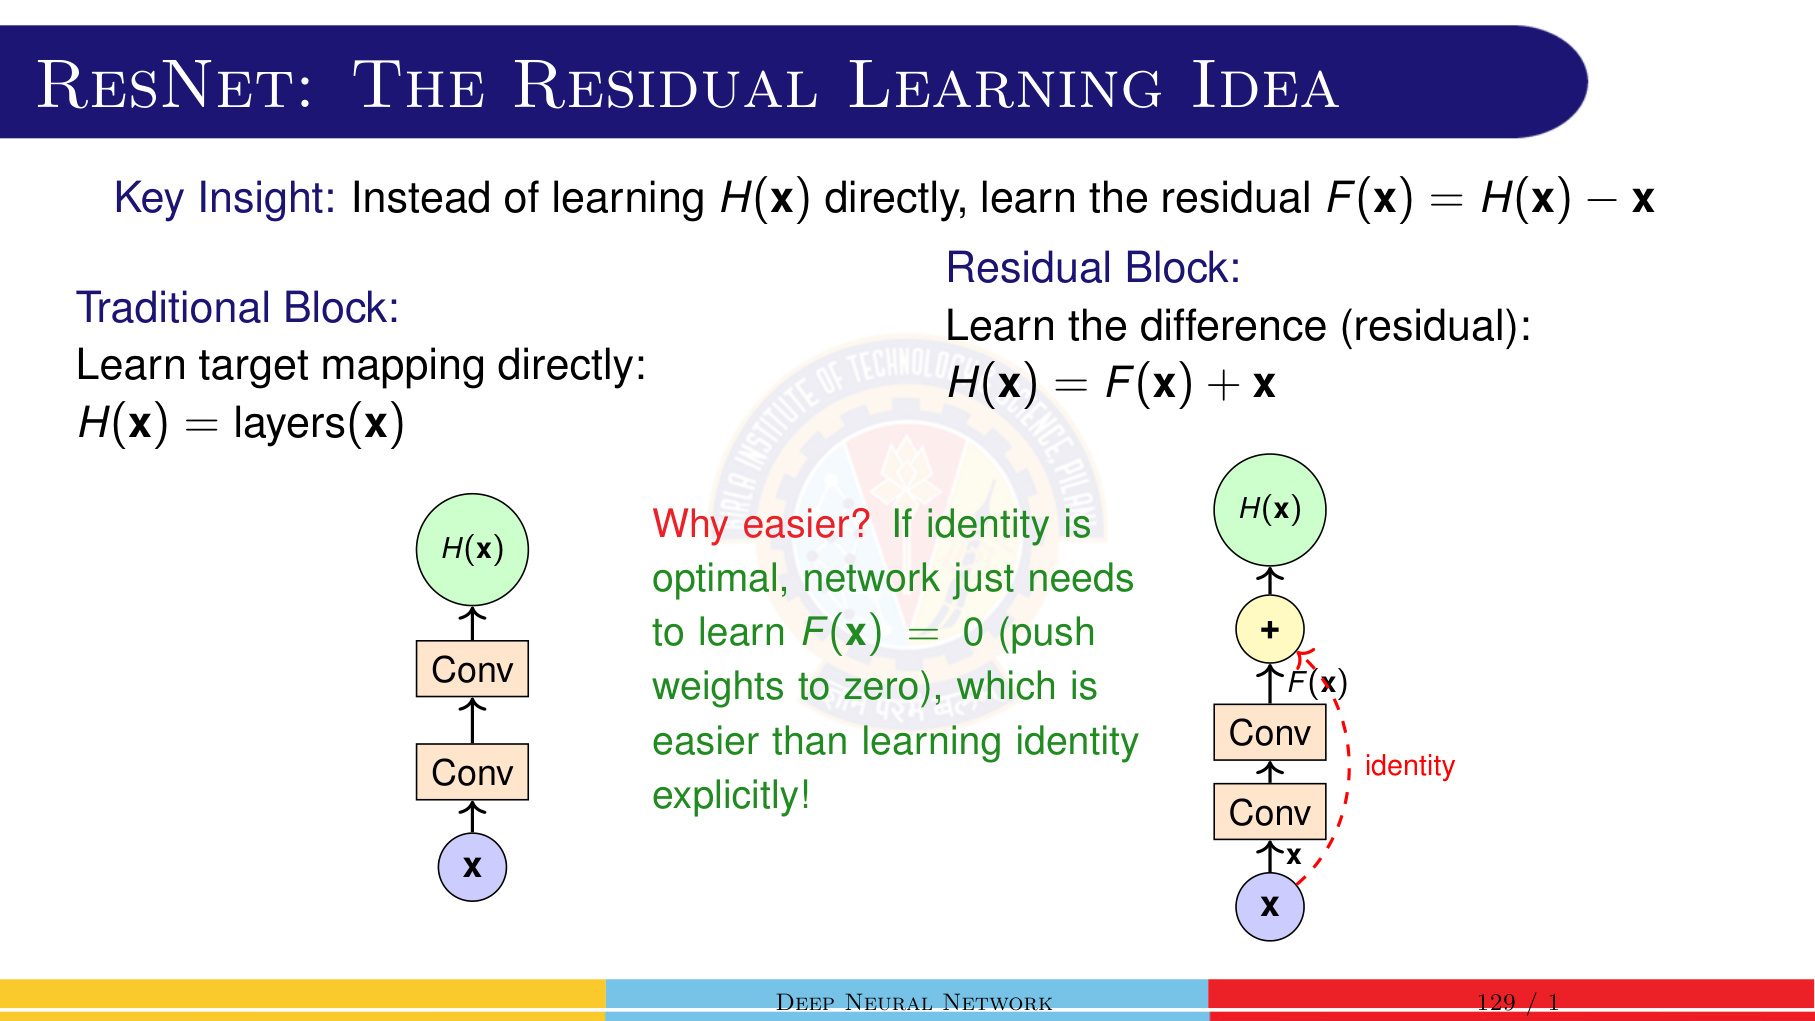 ResNet: The Residual Learning Idea
Key Insight: Instead of learning H(x) directly, learn the residual F(x) = H(x) − x
Traditional Block:
Learn target mapping directly:
H(x) = layers(x)
H(x)
Conv
Conv
x
Why easier? If identity is
optimal, network just needs
to learn F(x) = 0 (push
weights to zero), which is
easier than learning identity
explicitly!
Residual Block:
Learn the difference (residual):
H(x) = F(x) + x
H(x)
+
F(x)
Conv
identity
Conv
x
x
Deep Neural Network
129 / 1